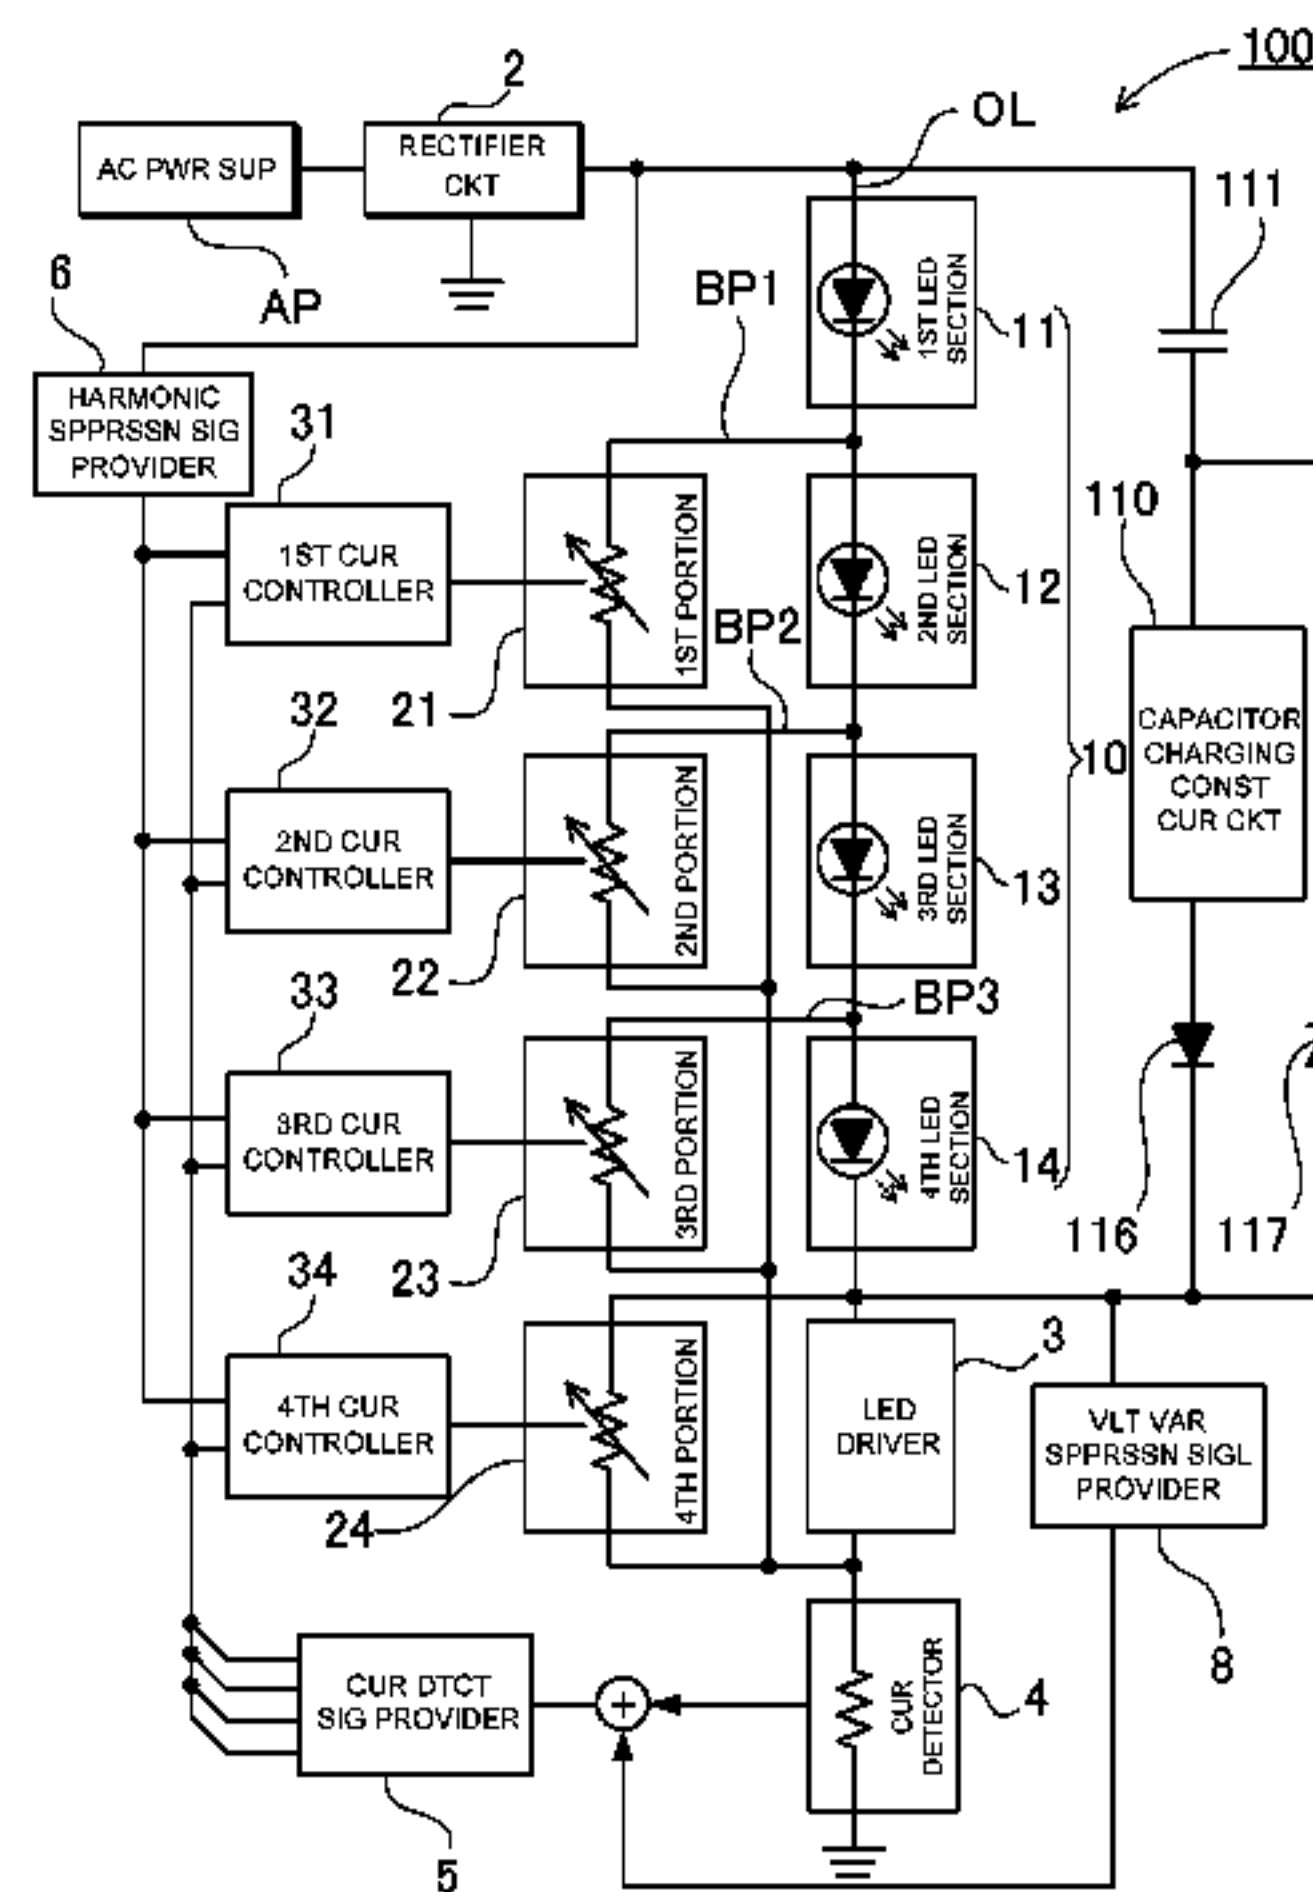 100
2
OL
AC PWR SUP
RECTIFIER
CKT
111
6
AP
BP1
1ST LED
SECTION
11
HARMONIC
SPPRSSN SIG
PROVIDER
31
1ST CUR
CONTROLLER
1ST PORTION
110
2ND LED
SECTION
12
BP2
21
32
CAPACITOR
CHARGING
CONST
CUR CKT
10
2ND CUR
CONTROLLER
2ND PORTION
3RD LED
SECTION
13
22
33
BP3
116
117
3RD CUR
CONTROLLER
3RD PORTION
4TH LED
SECTION
14
23
34
3
4TH CUR
CONTROLLER
4TH PORTION
LED
DRIVER
VLT VAR
SPPRSSN SIGL
PROVIDER
24
8
CUR DTCT
SIG PROVIDER
+
CUR
DETECTOR
4
5